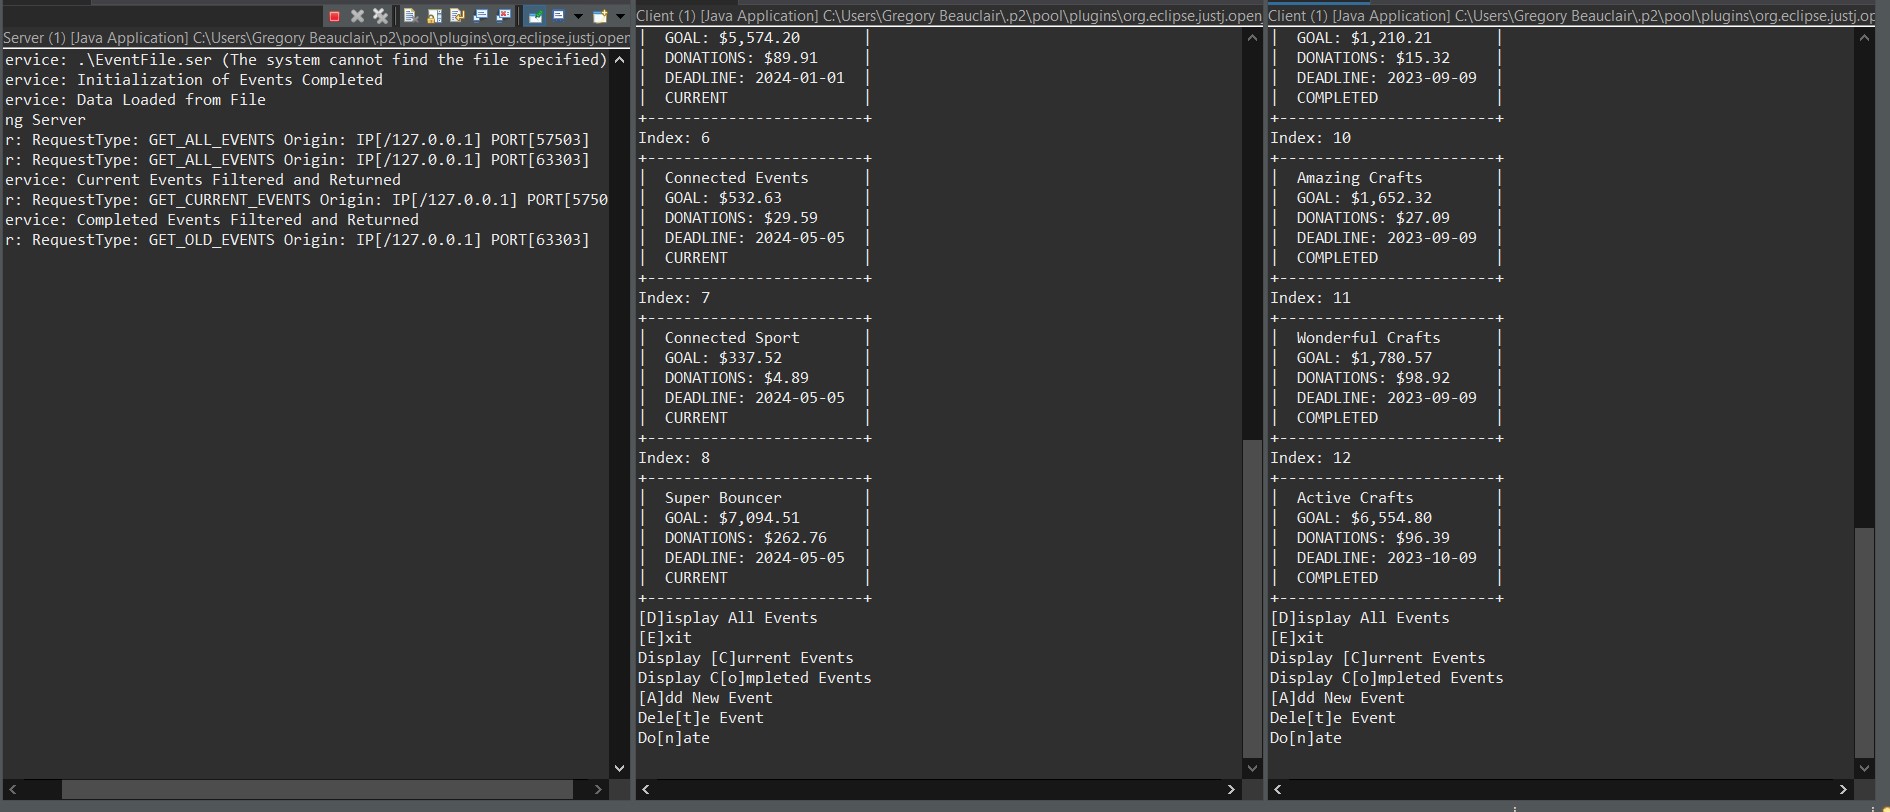 Server (1) [Java Application] C:\Users\Gregory Beauclair\.p2\pool\plugins\org.eclipse.justj.open
ervice: .\EventFile.ser (The system cannot find the file specified)
ervice: Initialization of Events Completed
ervice: Data Loaded from File
ng Server
r: RequestType: GET_ALL_EVENTS Origin: IP[/127.0.0.1] PORT[57503]
r: RequestType: GET_ALL_EVENTS Origin: IP[/127.0.0.1] PORT[63303]
ervice: Current Events Filtered and Returned
r: RequestType: GET_CURRENT_EVENTS Origin: IP[/127.0.0.1] PORT[5750
ervice: Completed Events Filtered and Returned
r: RequestType: GET_OLD_EVENTS Origin: IP[/127.0.0.1] PORT[63303]
Client (1) [Java Application] C:\Users\Gregory Beauclair\.p2\pool\plugins\org.eclipse.justj.open
|  GOAL: $5,574.20       |
|  DONATIONS: $89.91     |
|  DEADLINE: 2024-01-01  |
|  CURRENT               |
+------------------------+
Index: 6
+------------------------+
|  Connected Events      |
|  GOAL: $532.63         |
|  DONATIONS: $29.59     |
|  DEADLINE: 2024-05-05  |
|  CURRENT               |
+------------------------+
Index: 7
+------------------------+
|  Connected Sport       |
|  GOAL: $337.52         |
|  DONATIONS: $4.89      |
|  DEADLINE: 2024-05-05  |
|  CURRENT               |
+------------------------+
Index: 8
+------------------------+
|  Super Bouncer         |
|  GOAL: $7,094.51       |
|  DONATIONS: $262.76    |
|  DEADLINE: 2024-05-05  |
|  CURRENT               |
+------------------------+
[D]isplay All Events
[E]xit
Display [C]urrent Events
Display C[o]mpleted Events
[A]dd New Event
Dele[t]e Event
Do[n]ate
Client (1) [Java Application] C:\Users\Gregory Beauclair\.p2\pool\plugins\org.eclipse.justj.op
|  GOAL: $1,210.21       |
|  DONATIONS: $15.32     |
|  DEADLINE: 2023-09-09  |
|  COMPLETED             |
+------------------------+
Index: 10
+------------------------+
|  Amazing Crafts        |
|  GOAL: $1,652.32       |
|  DONATIONS: $27.09     |
|  DEADLINE: 2023-09-09  |
|  COMPLETED             |
+------------------------+
Index: 11
+------------------------+
|  Wonderful Crafts      |
|  GOAL: $1,780.57       |
|  DONATIONS: $98.92     |
|  DEADLINE: 2023-09-09  |
|  COMPLETED             |
+------------------------+
Index: 12
+------------------------+
|  Active Crafts         |
|  GOAL: $6,554.80       |
|  DONATIONS: $96.39     |
|  DEADLINE: 2023-10-09  |
|  COMPLETED             |
+------------------------+
[D]isplay All Events
[E]xit
Display [C]urrent Events
Display C[o]mpleted Events
[A]dd New Event
Dele[t]e Event
Do[n]ate